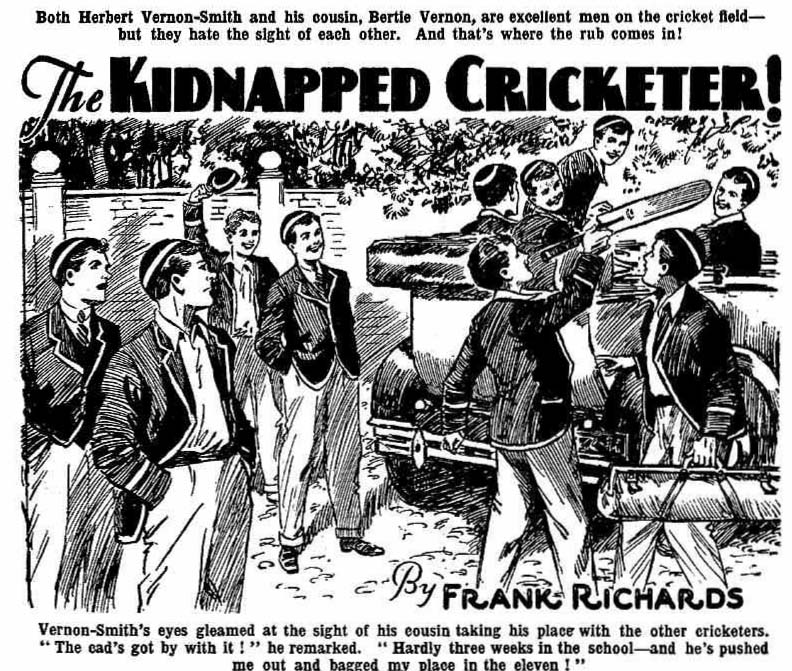 Both Herbert Vernon-Smith and his cousin, Bertie Vernon, are excellent men on the cricket field—
but they hate the sight of each other. And that's where the rub comes in!
The KIDNAPPED CRICKETER!
By FRANK RICHARDS
Vernon-Smith's eyes gleamed at the sight of his cousin taking his place with the other cricketers.
" The cad's got by with it ! " he remarked. " Hardly three weeks in the school—and he's pushed
me out and bagged my place in the eleven ! "